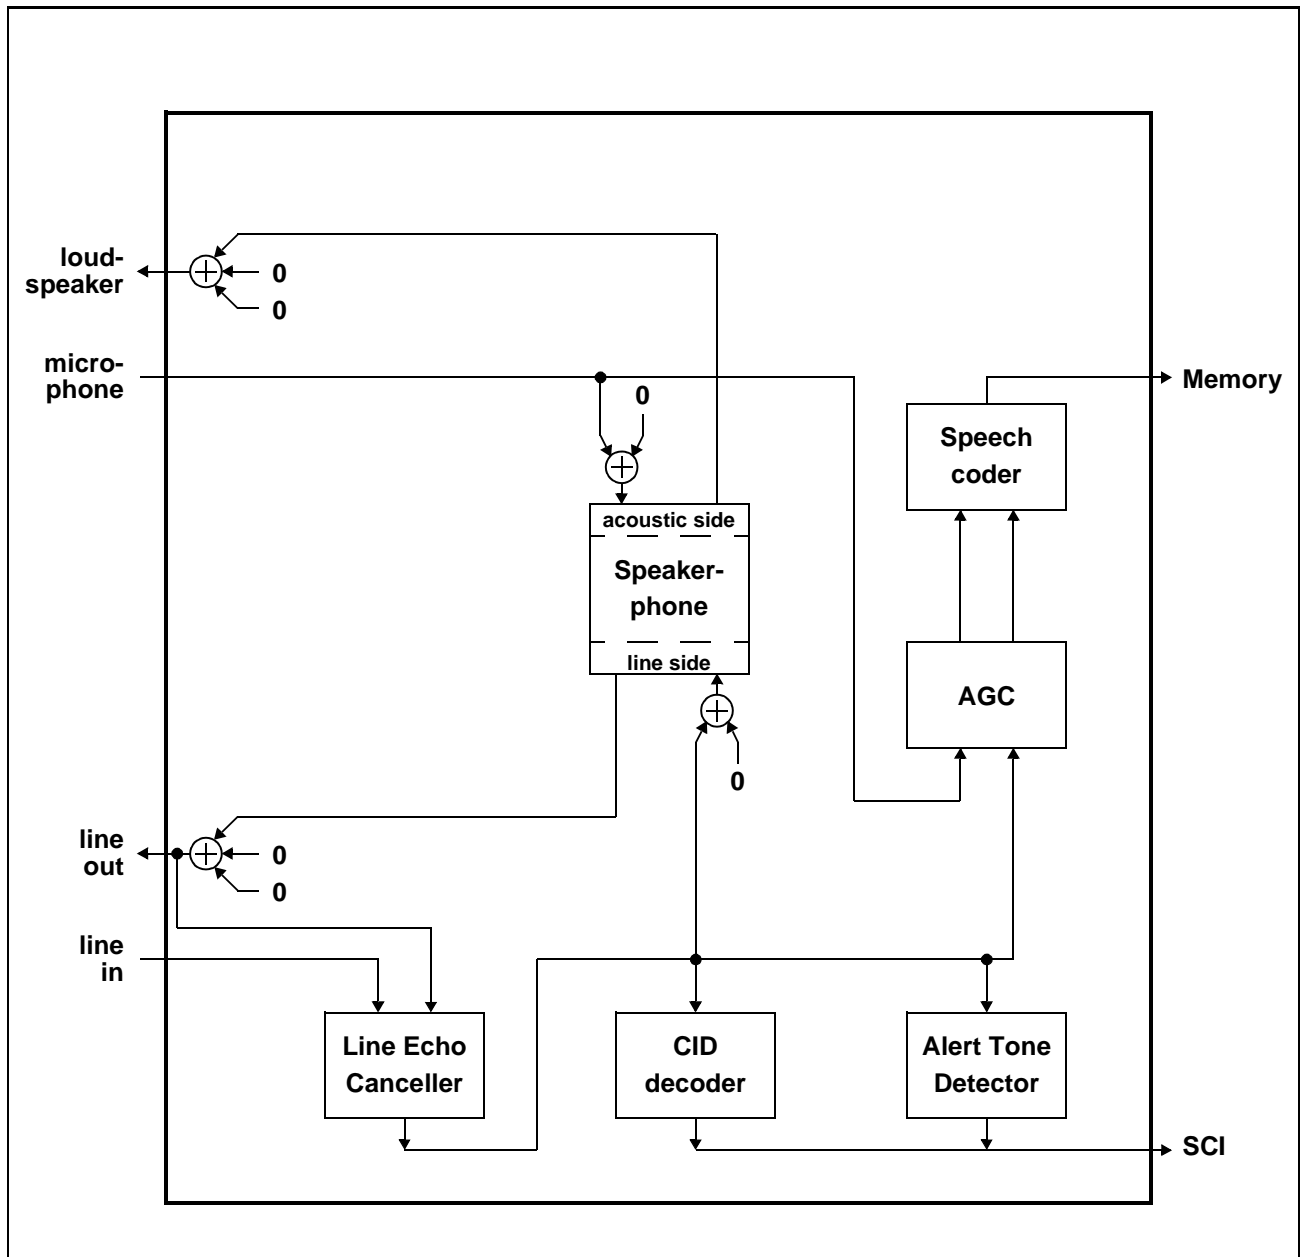 loud-
speaker
0
0
micro-
phone
0
Memory
Speech
coder
acoustic side
Speaker-
phone
line side
AGC
0
line
out
0
0
line
in
Line Echo
Canceller
CID
decoder
Alert Tone
Detector
SCI